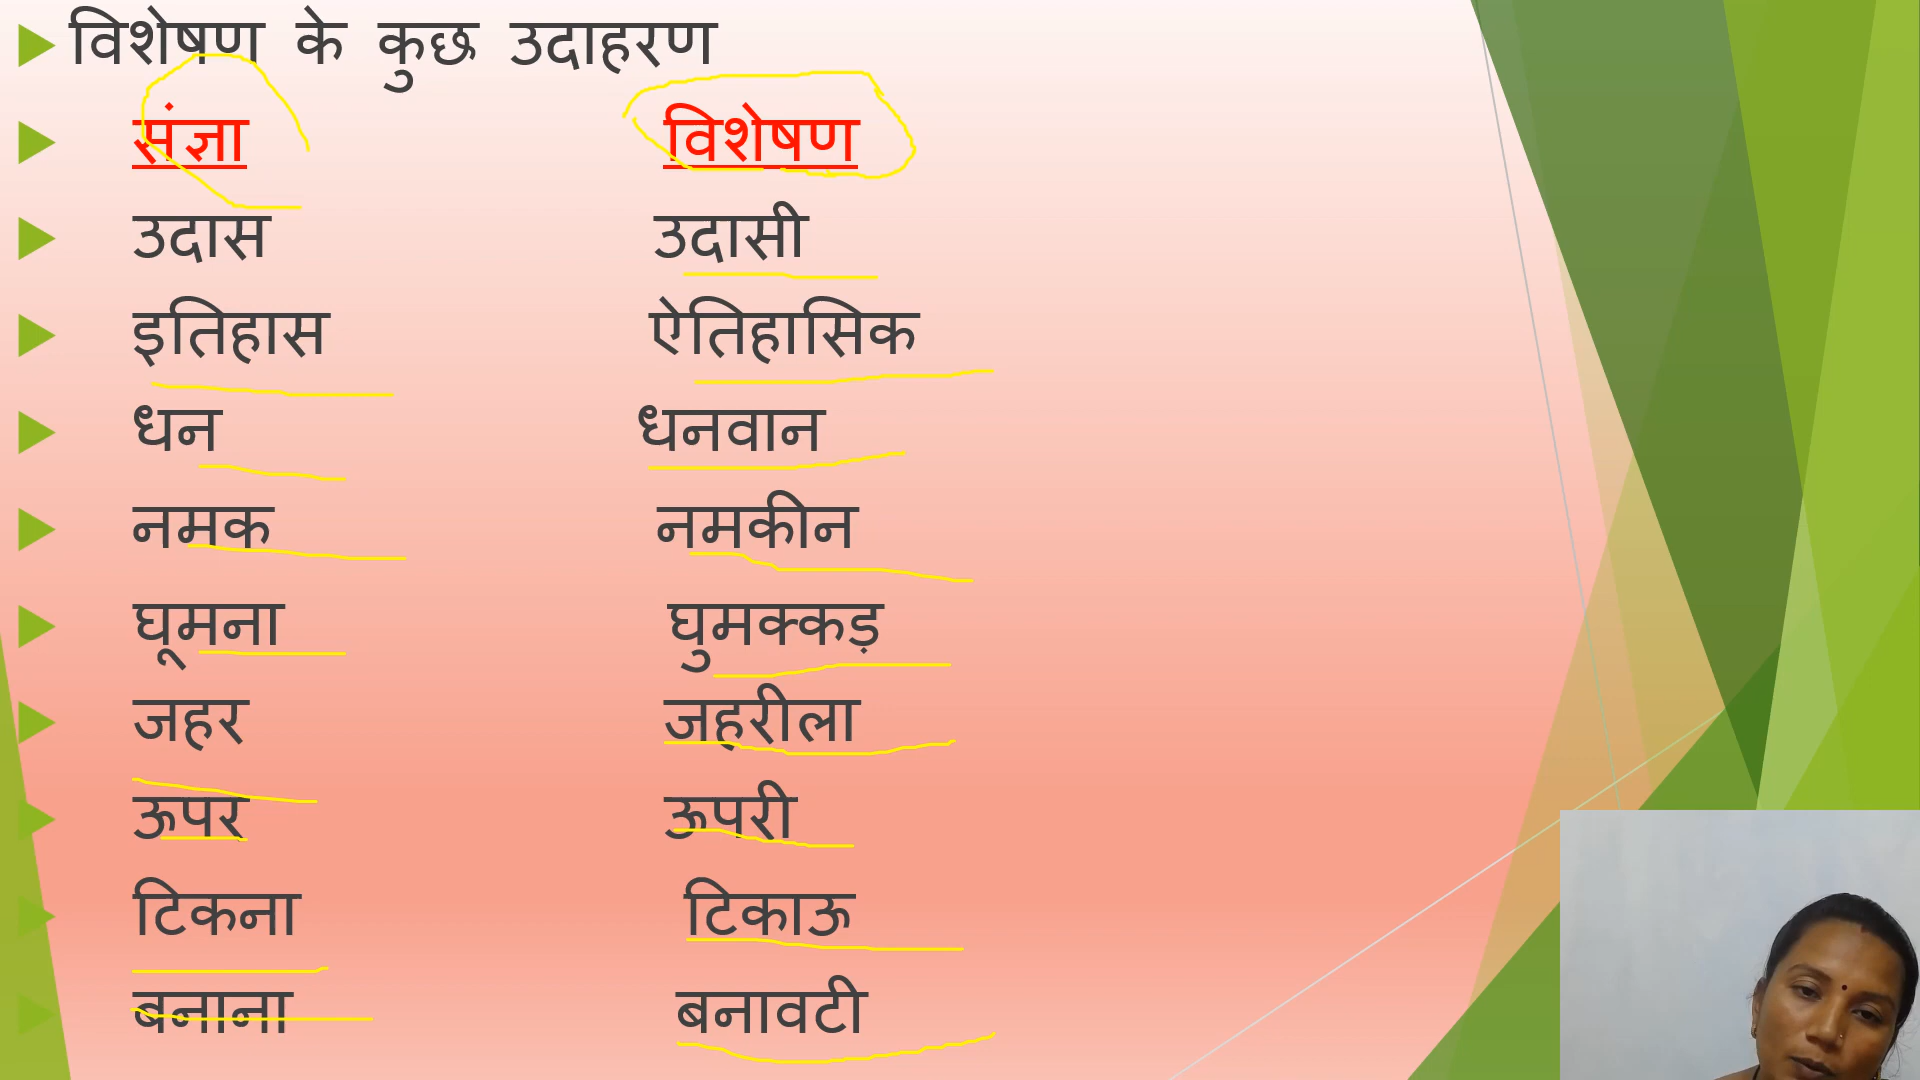 विशेषण के कुछ उदाहरण
संज्ञा विशेषण
उदास उदासी
इतिहास ऐतिहासिक
धन धनवान
नमक नमकीन
घूमना घुमक्कड़
जहर जहरीला
ऊपर ऊपरी
टिकना टिकाऊ
बनाना बनावटी